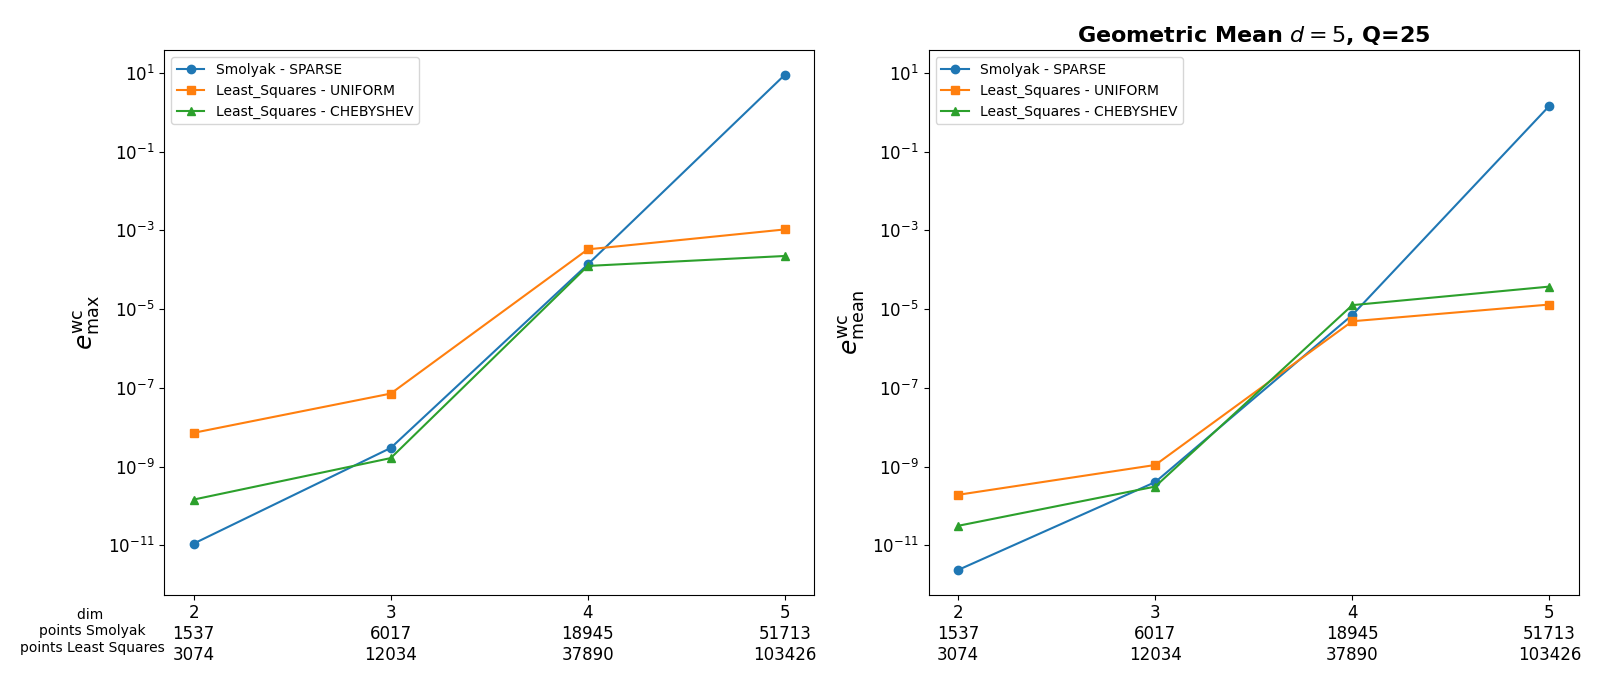 Geometric Mean d = 5, Q=25
Smolyak - SPARSE
Least_Squares - UNIFORM
Least_Squares - CHEBYSHEV
10^1
10^-1
10^-3
10^-5
10^-7
10^-9
10^-11
e^wc_max
dim 2 3 4 5
points Smolyak 1537 6017 18945 51713
points Least Squares 3074 12034 37890 103426
Smolyak - SPARSE
Least_Squares - UNIFORM
Least_Squares - CHEBYSHEV
10^1
10^-1
10^-3
10^-5
10^-7
10^-9
10^-11
e^wc_mean
2 3 4 5
1537 6017 18945 51713
3074 12034 37890 103426